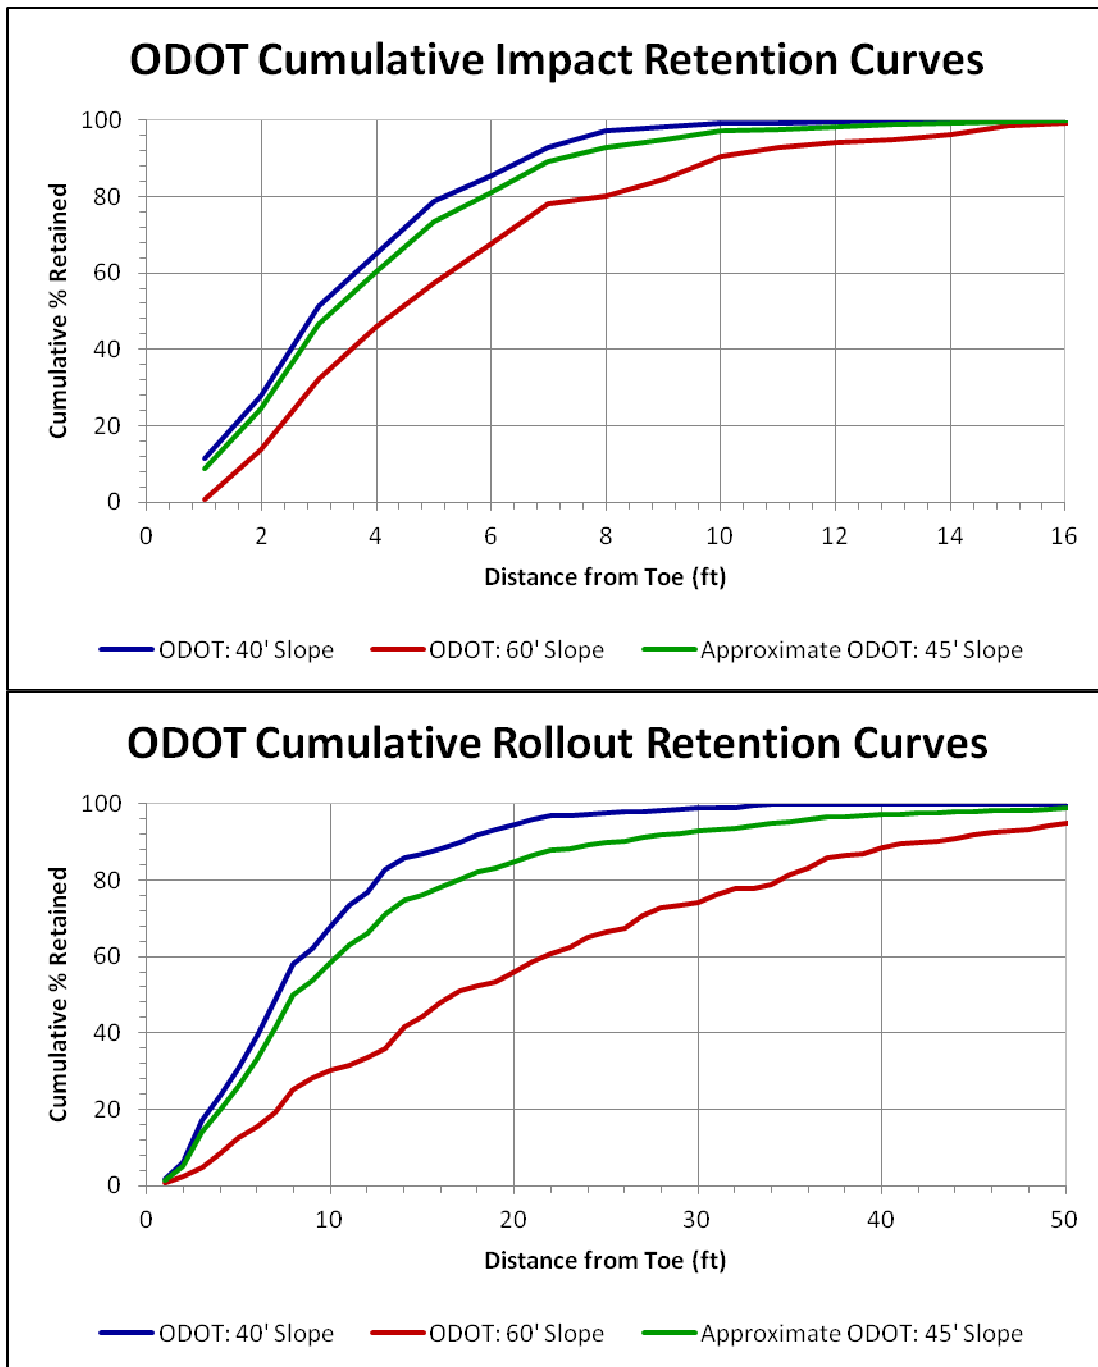 ODOT Cumulative Impact Retention Curves
100
80
60
40
20
0
Cumulative % Retained
0 2 4 6 8 10 12 14 16
Distance from Toe (ft)
ODOT: 40' Slope ODOT: 60' Slope Approximate ODOT: 45' Slope
ODOT Cumulative Rollout Retention Curves
100
80
60
40
20
0
Cumulative % Retained
0 10 20 30 40 50
Distance from Toe (ft)
ODOT: 40' Slope ODOT: 60' Slope Approximate ODOT: 45' Slope